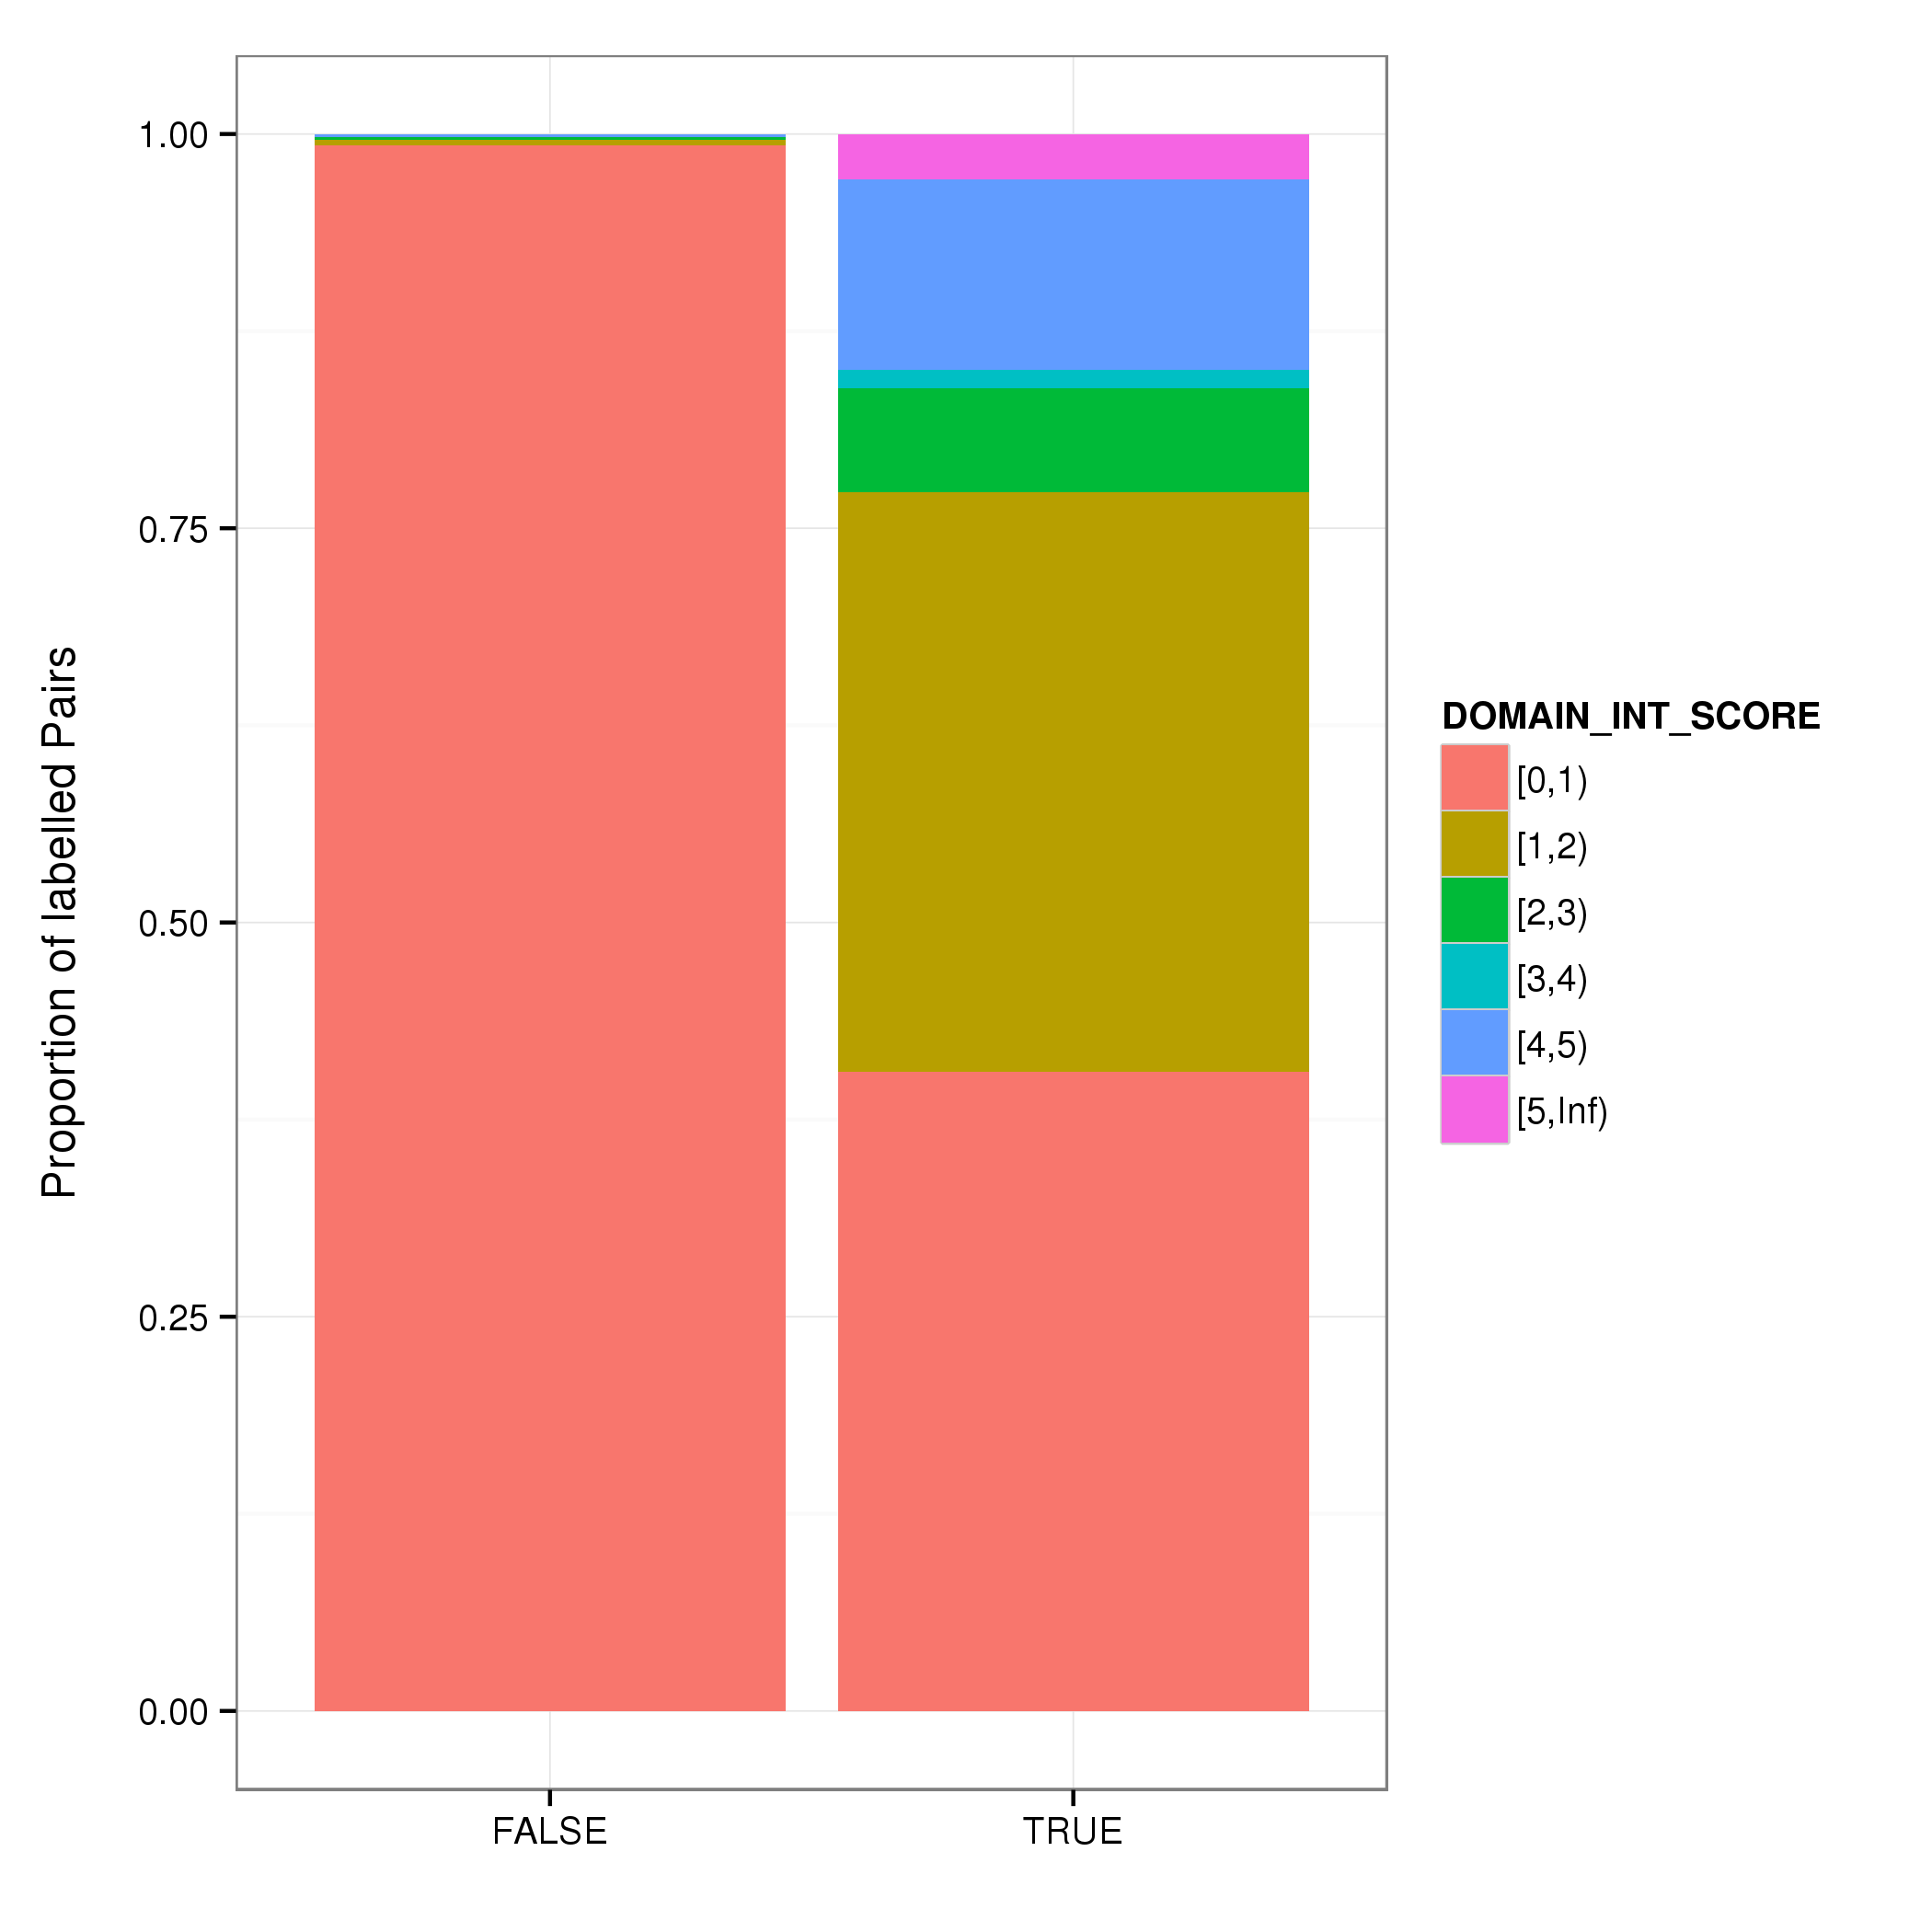 1.00
0.75
0.50
0.25
0.00
Proportion of labelled Pairs
FALSE
TRUE
DOMAIN_INT_SCORE
[0,1)
[1,2)
[2,3)
[3,4)
[4,5)
[5,Inf)